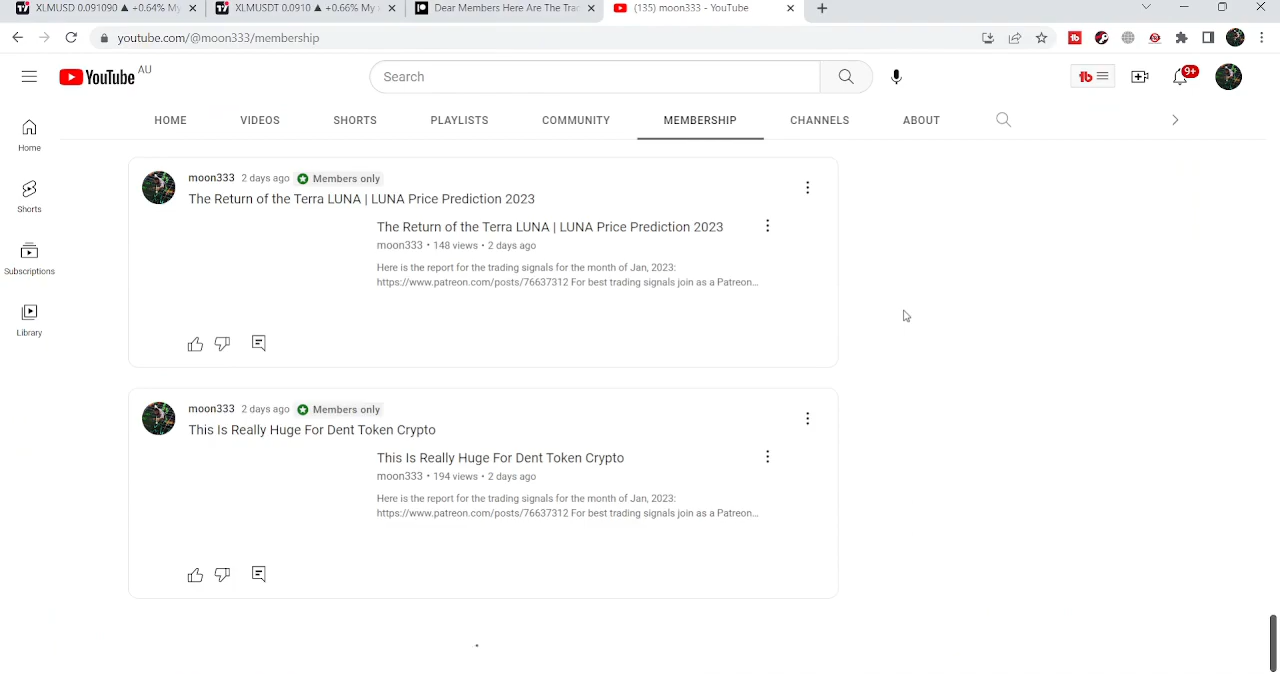 XLMUSD 0.091090 ▲ +0.64% My
XLMUSDT 0.0910 ▲ +0.66% My
Dear Members Here Are The Trad
(135) moon333 - YouTube
youtube.com/@moon333/membership
YouTube AU
Search
9+
HOME
VIDEOS
SHORTS
PLAYLISTS
COMMUNITY
MEMBERSHIP
CHANNELS
ABOUT
Home
Shorts
Subscriptions
Library
moon333 2 days ago Members only
The Return of the Terra LUNA | LUNA Price Prediction 2023
The Return of the Terra LUNA | LUNA Price Prediction 2023
moon333 • 148 views • 2 days ago
Here is the report for the trading signals for the month of Jan, 2023:
https://www.patreon.com/posts/76637312 For best trading signals join as a Patreon...
moon333 2 days ago Members only
This Is Really Huge For Dent Token Crypto
This Is Really Huge For Dent Token Crypto
moon333 • 194 views • 2 days ago
Here is the report for the trading signals for the month of Jan, 2023:
https://www.patreon.com/posts/76637312 For best trading signals join as a Patreon...